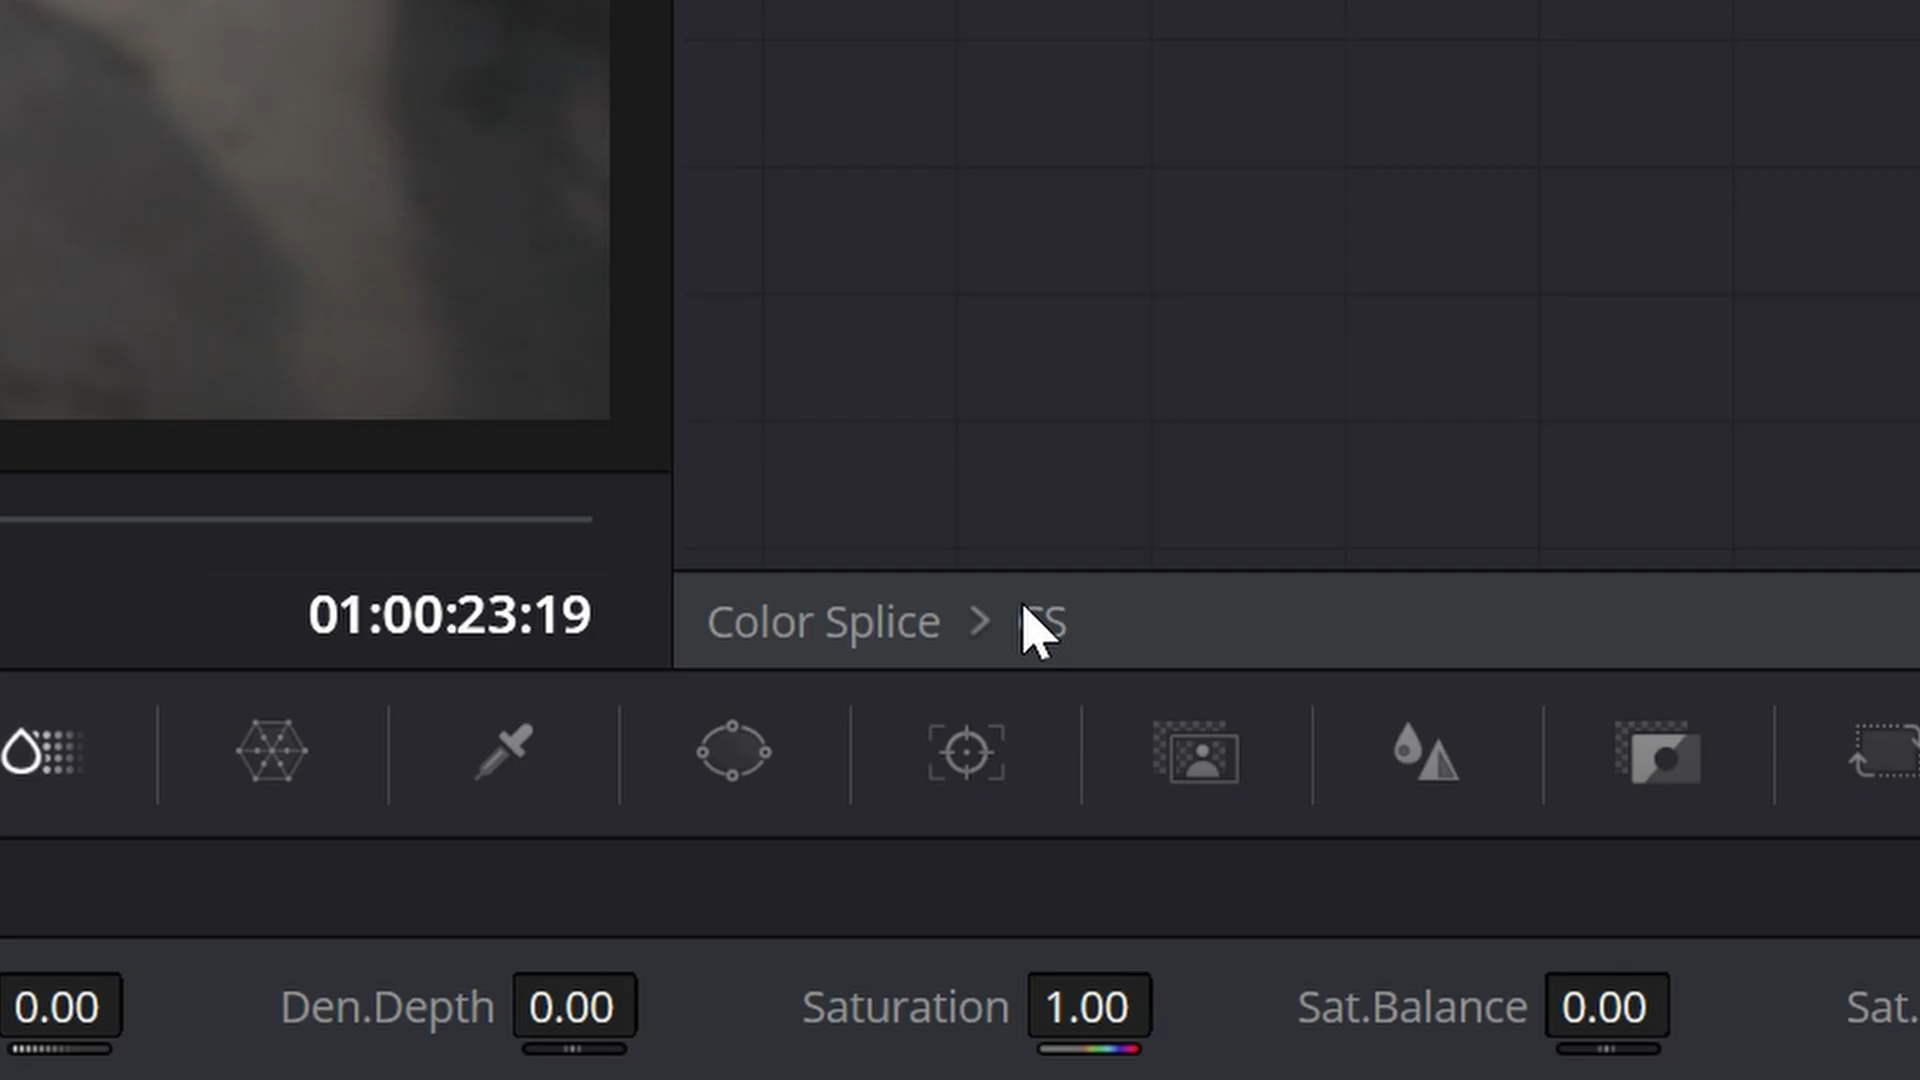 01:00:23:19
Color Splice >
0.00 Den.Depth 0.00 Saturation 1.00 Sat.Balance 0.00 Sat.